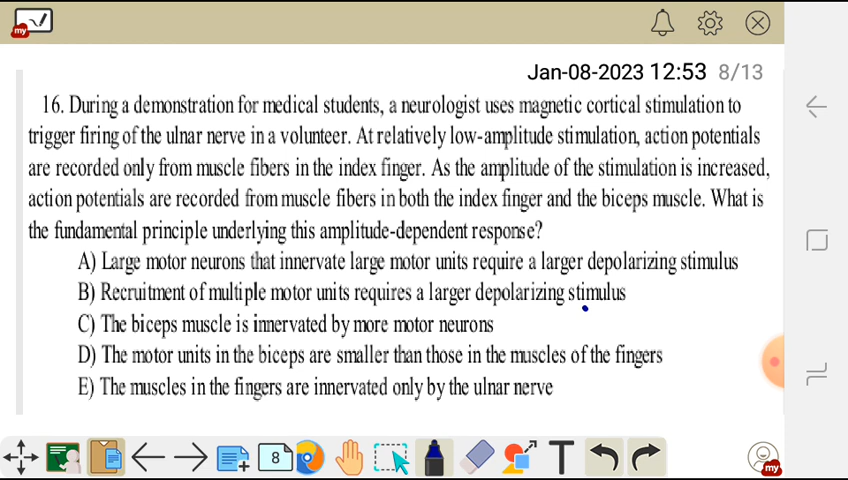 my
Jan-08-2023 12:53 8/13
16. During a demonstration for medical students, a neurologist uses magnetic cortical stimulation to
trigger firing of the ulnar nerve in a volunteer. At relatively low-amplitude stimulation, action potentials
are recorded only from muscle fibers in the index finger. As the amplitude of the stimulation is increased,
action potentials are recorded from muscle fibers in both the index finger and the biceps muscle. What is
the fundamental principle underlying this amplitude-dependent response?
A) Large motor neurons that innervate large motor units require a larger depolarizing stimulus
B) Recruitment of multiple motor units requires a larger depolarizing stimulus
C) The biceps muscle is innervated by more motor neurons
D) The motor units in the biceps are smaller than those in the muscles of the fingers
E) The muscles in the fingers are innervated only by the ulnar nerve
8
T
my